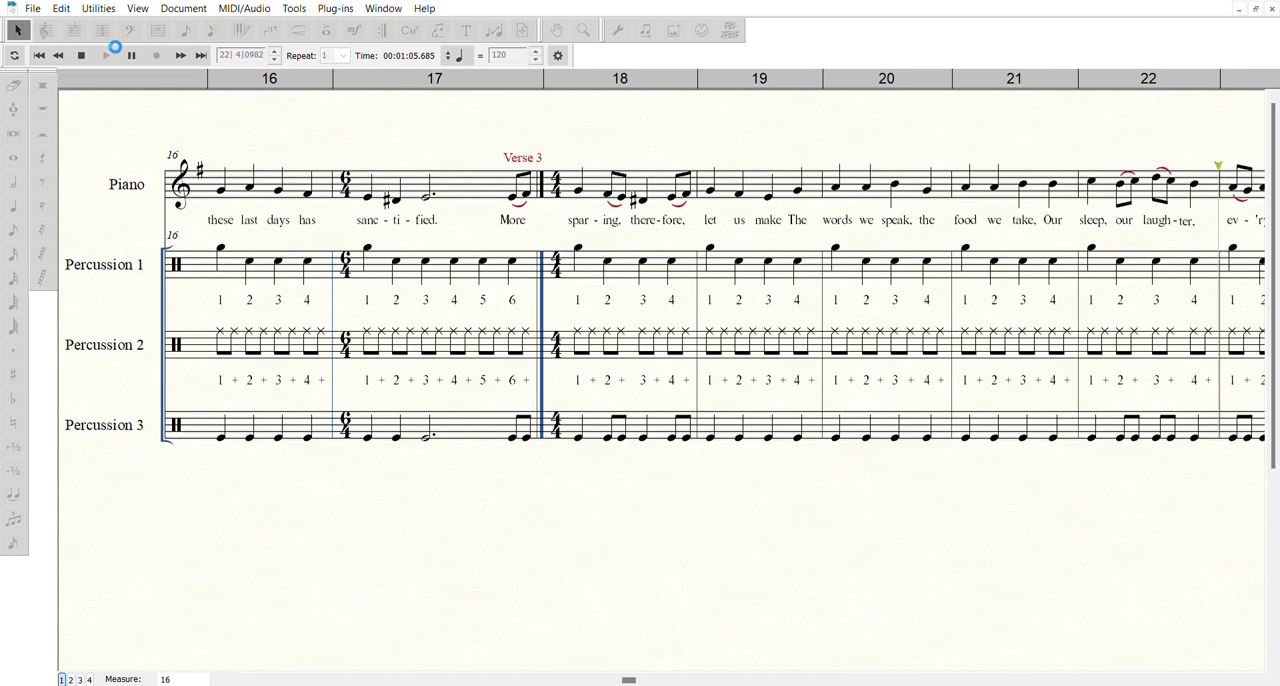 File Edit Utilities View Document MIDI/Audio Tools Plug-ins Window Help
22| 4|0982 Repeat: 1 Time: 00:01:05.685 = 120
16 17 18 19 20 21 22
16 Verse 3
Piano
these last days has sanc - ti - fied. More spar - ing, there - fore, let us make The words we speak, the food we take, Our sleep, our laugh - ter, ev - 'r
16
Percussion 1
1 2 3 4 1 2 3 4 5 6 1 2 3 4 1 2 3 4 1 2 3 4 1 2 3 4 1 2 3 4 1 2
Percussion 2
1 + 2 + 3 + 4 + 1 + 2 + 3 + 4 + 5 + 6 + 1 + 2 + 3 + 4 + 1 + 2 + 3 + 4 + 1 + 2 + 3 + 4 + 1 + 2 + 3 + 4 + 1 + 2 + 3 + 4 + 1 + 2
Percussion 3
1 2 3 4 Measure: 16